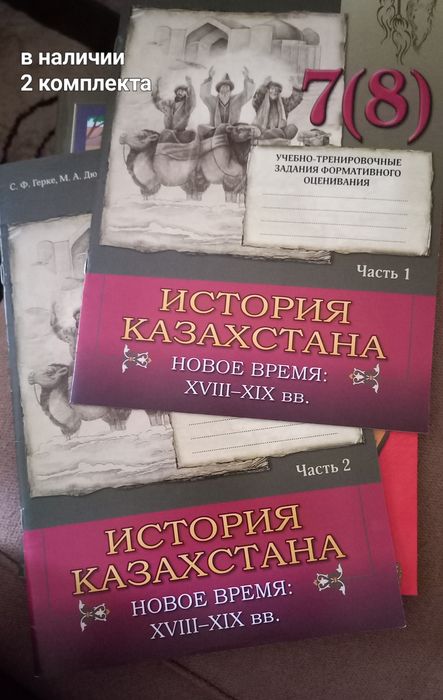 в наличии
2 комплекта
7(8)
УЧЕБНО-ТРЕНИРОВОЧНЫЕ
ЗАДАНИЯ ФОРМАТИВНОГО
ОЦЕНИВАНИЯ
Часть 1
ИСТОРИЯ
КАЗАХСТАНА
НОВОЕ ВРЕМЯ:
XVIII–XIX вв.
С. Ф. Герке, М. А. Дю
Часть 2
ИСТОРИЯ
КАЗАХСТАНА
НОВОЕ ВРЕМЯ:
XVIII–XIX вв.